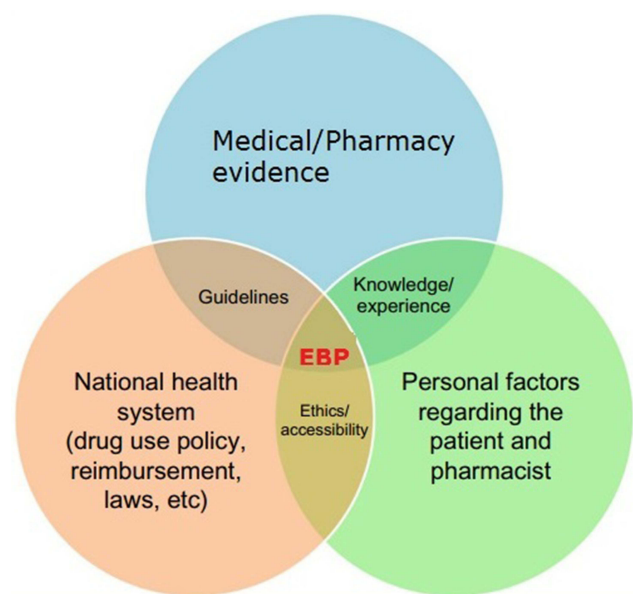 Medical/Pharmacy
evidence
Guidelines
Knowledge/
experience
EBP
National health
system
(drug use policy,
reimbursement,
laws, etc)
Ethics/
accessibility
Personal factors
regarding the
patient and
pharmacist